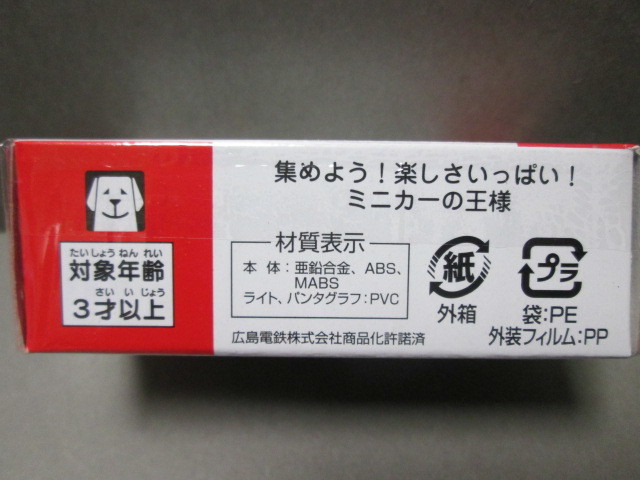 集めよう!楽しさいっぱい!
ミニカーの王様
たいしょうねんれい
対象年齢
さいいじょう
3才以上
材質表示
本体:亜鉛合金、ABS、
MABS
ライト、パンタグラフ:PVC
広島電鉄株式会社商品化許諾済
紙
外箱
プラ
袋:PE
外装フィルム:PP